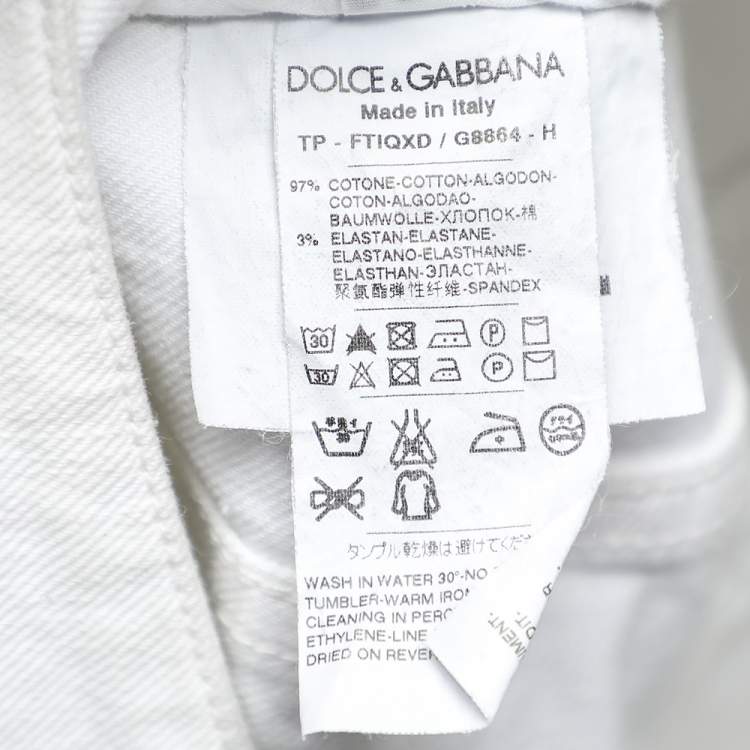 DOLCE & GABBANA
Made in Italy
TP - FTIQXD / G8864 - H
97% COTONE-COTTON-ALGODON-
COTON-ALGODAO-
BAUMWOLLE-ХЛОПОК-棉
3% ELASTAN-ELASTANE-
ELASTANO-ELASTHANNE-
ELASTHAN-ЭЛАСТАН-
聚氨酯弹性纤维-SPANDEX
30 P
30 P
30
タンブル乾燥は避けてくだ
WASH IN WATER 30°-NO
TUMBLER-WARM IRON
CLEANING IN PERC
ETHYLENE-LINE
DRIED ON REVER